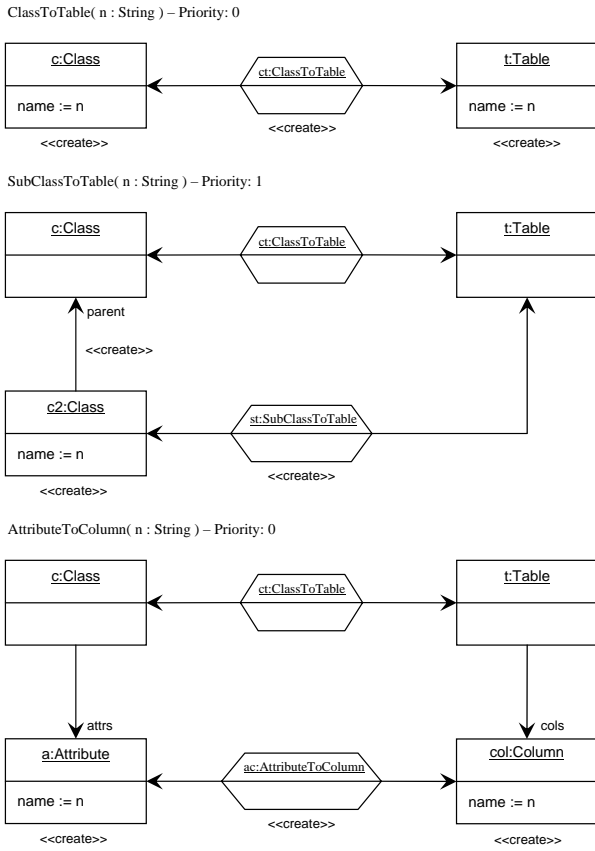 ClassToTable( n : String ) – Priority: 0
c:Class
ct:ClassToTable
t:Table
name := n
name := n
<<create>>
<<create>>
<<create>>
SubClassToTable( n : String ) – Priority: 1
c:Class
ct:ClassToTable
t:Table
parent
<<create>>
c2:Class
st:SubClassToTable
name := n
<<create>>
<<create>>
AttributeToColumn( n : String ) – Priority: 0
c:Class
ct:ClassToTable
t:Table
attrs
cols
a:Attribute
ac:AttributeToColumn
col:Column
name := n
name := n
<<create>>
<<create>>
<<create>>